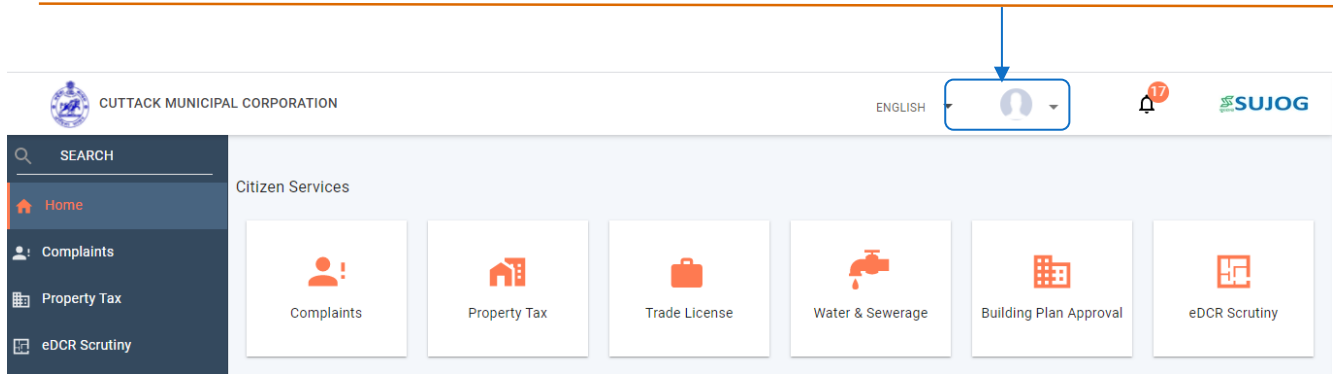 CUTTACK MUNICIPAL CORPORATION
ENGLISH
17
SUJOG
SEARCH
Home
Complaints
Property Tax
eDCR Scrutiny
Citizen Services
Complaints
Property Tax
Trade License
Water & Sewerage
Building Plan Approval
eDCR Scrutiny